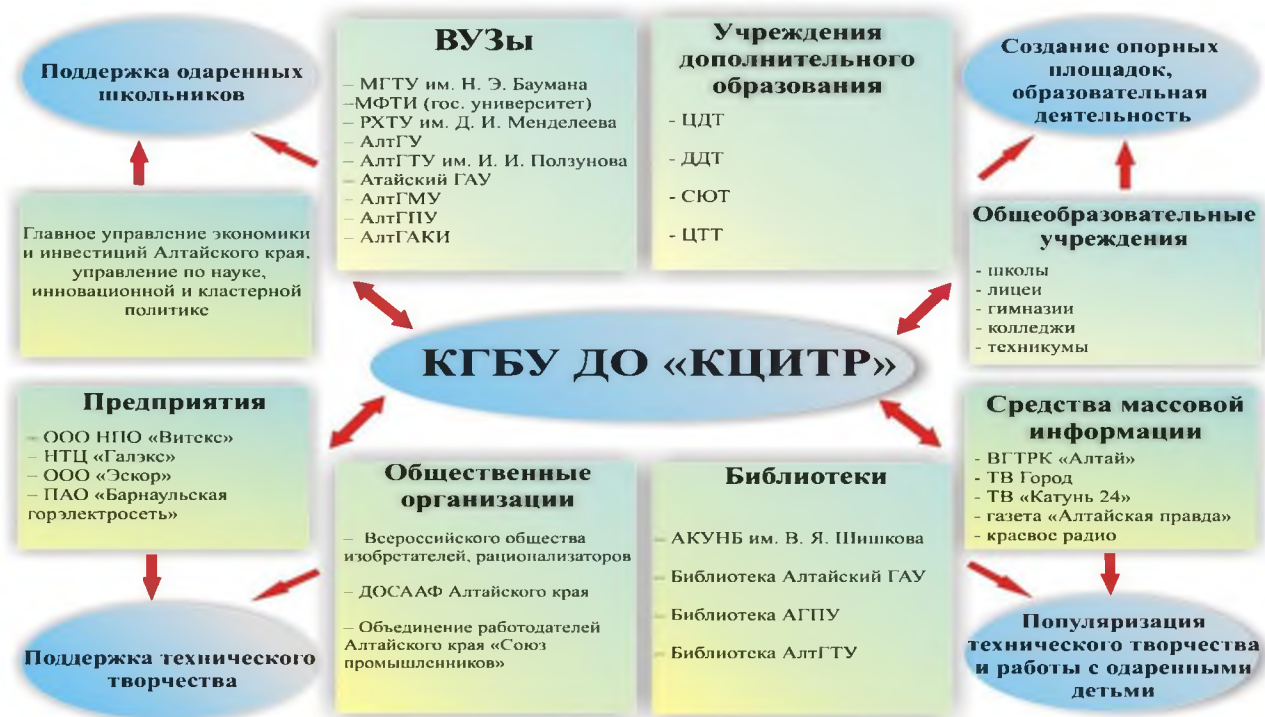 Поддержка одаренных
школьников
ВУЗы
– МГТУ им. Н. Э. Баумана
–МФТИ (гос. университет)
– РХТУ им. Д. И. Менделеева
– АлтГУ
– АлтГТУ им. И. И. Ползунова
– Атайский ГАУ
– АлтГМУ
– АлтГПУ
– АлтГАКИ
Учреждения
дополнительного
образования
- ЦДТ
- ДДТ
- СЮТ
- ЦТТ
Создание опорных
площадок,
образовательная
деятельность
Главное управление экономики
и инвестиций Алтайского края,
управление по науке,
инновационной и кластерной
политике
Общеобразовательные
учреждения
- школы
- лицеи
- гимназии
- колледжи
- техникумы
КГБУ ДО «КЦИТР»
Предприятия
– ООО НПО «Витекс»
– НТЦ «Галэкс»
– ООО «Эскор»
– ПАО «Барнаульская
горэлектросеть»
Общественные
организации
– Всероссийского общества
изобретателей, рационализаторов
– ДОСААФ Алтайского края
– Объединение работодателей
Алтайского края «Союз
промышленников»
Библиотеки
– АКУНБ им. В. Я. Шишкова
– Библиотека Алтайский ГАУ
– Библиотека АГПУ
– Библиотека АлтГТУ
Средства массовой
информации
- ВГТРК «Алтай»
- ТВ Город
- ТВ «Катунь 24»
- газета «Алтайская правда»
- краевое радио
Поддержка технического
творчества
Популяризация
технического творчества
и работы с одаренными
детьми